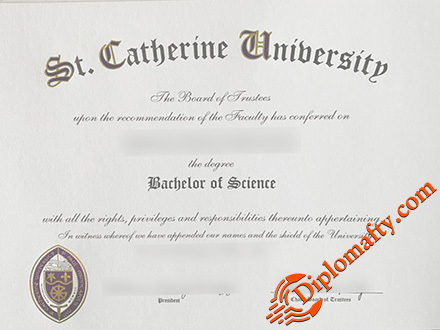 St. Catherine University
The Board of Trustees
upon the recommendation of the Faculty has conferred on
the degree
Bachelor of Science
with all the rights, privileges and responsibilities thereunto appertaining.
In witness whereof we have appended our names and the shield of the University
President
Trustees
Diplomafty.com